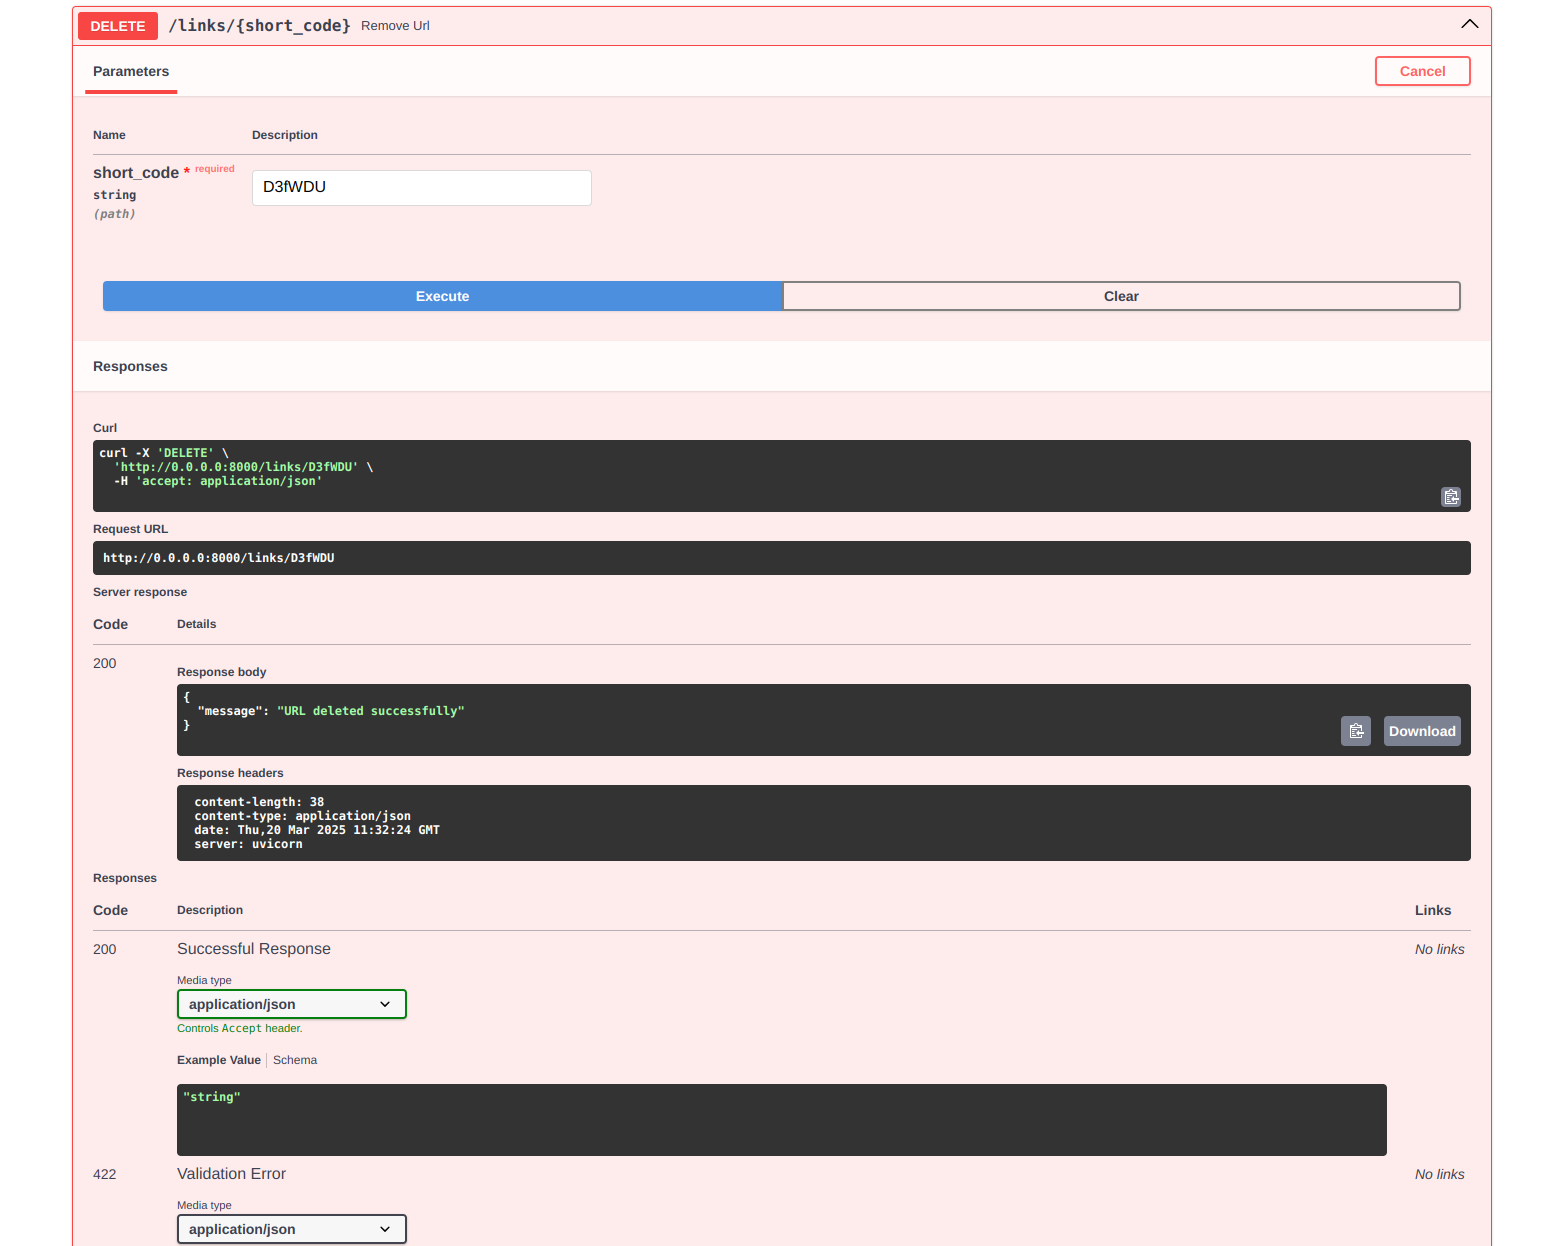 DELETE /links/{short_code} Remove Url
Parameters
Cancel
Name Description
short_code * required
string
(path)
D3fWDU
Execute Clear
Responses
Curl
curl -X 'DELETE' \
'http://0.0.0.0:8000/links/D3fWDU' \
-H 'accept: application/json'
Request URL
http://0.0.0.0:8000/links/D3fWDU
Server response
Code Details
200
Response body
{
"message": "URL deleted successfully"
}
Download
Response headers
content-length: 38
content-type: application/json
date: Thu,20 Mar 2025 11:32:24 GMT
server: uvicorn
Responses
Code Description Links
200 Successful Response No links
Media type
application/json
Controls Accept header.
Example Value Schema
"string"
422 Validation Error No links
Media type
application/json